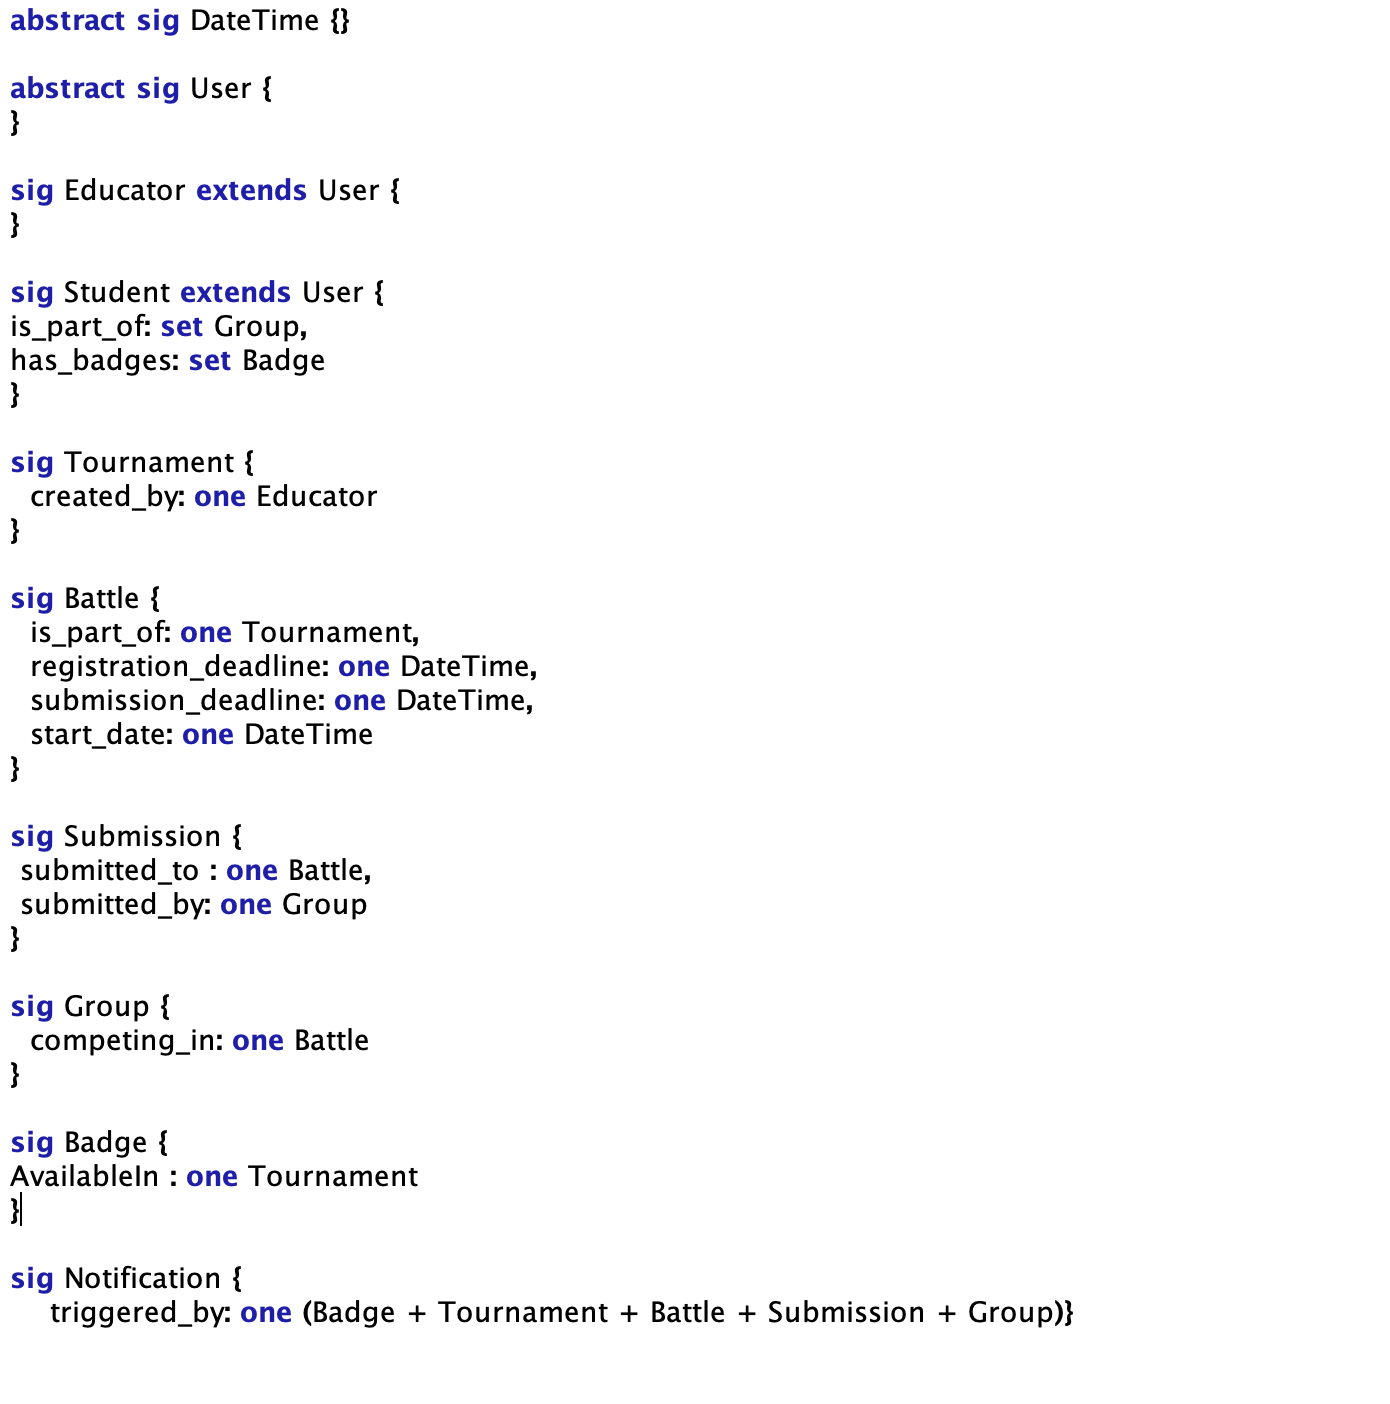 abstract sig DateTime {}
abstract sig User {
}
sig Educator extends User {
}
sig Student extends User {
is_part_of: set Group,
has_badges: set Badge
}
sig Tournament {
created_by: one Educator
}
sig Battle {
is_part_of: one Tournament,
registration_deadline: one DateTime,
submission_deadline: one DateTime,
start_date: one DateTime
}
sig Submission {
submitted_to : one Battle,
submitted_by: one Group
}
sig Group {
competing_in: one Battle
}
sig Badge {
AvailableIn : one Tournament
}
sig Notification {
triggered_by: one (Badge + Tournament + Battle + Submission + Group)}